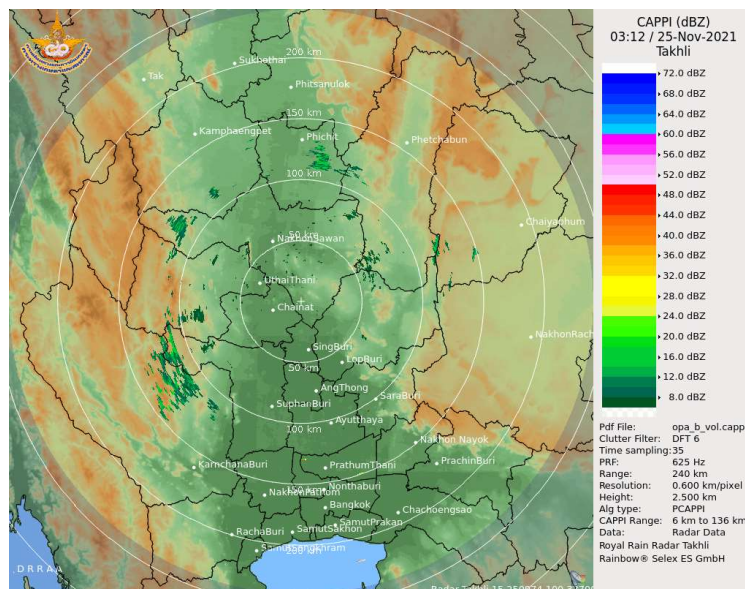 CAPPI (dBZ)
03:12 / 25-Nov-2021
Takhli
72.0 dBZ
68.0 dBZ
64.0 dBZ
60.0 dBZ
56.0 dBZ
52.0 dBZ
48.0 dBZ
44.0 dBZ
40.0 dBZ
36.0 dBZ
32.0 dBZ
28.0 dBZ
24.0 dBZ
20.0 dBZ
16.0 dBZ
12.0 dBZ
8.0 dBZ
Pdf File: opa_b_vol.capp
Clutter Filter: DFT 6
Time sampling:35
PRF: 625 Hz
Range: 240 km
Resolution: 0.600 km/pixel
Height: 2.500 km
Alg type: PCAPPI
CAPPI Range: 6 km to 136 km
Data: Radar Data
Royal Rain Radar Takhli
Rainbow® Selex ES GmbH
200 km
Sukhothai
Tak
Phitsanulok
150 km
Kamphaengpet
Phichit
Phetchabun
100 km
Chaiyaphum
50 km
NakhonSawan
UthaiThani
Chainat
NakhonRach
SingBuri
LopBuri
50 km
AngThong
SaraBuri
SuphanBuri
Ayutthaya
100 km
Nakhon Nayok
KanchanaBuri
PrathumThani
PrachinBuri
150 km
Nonthaburi
NakhonPathom
Bangkok
Chachoengsao
SamutPrakan
RachaBuri
SamutSakhon
SamutSongkhram
200 km
D R R A A